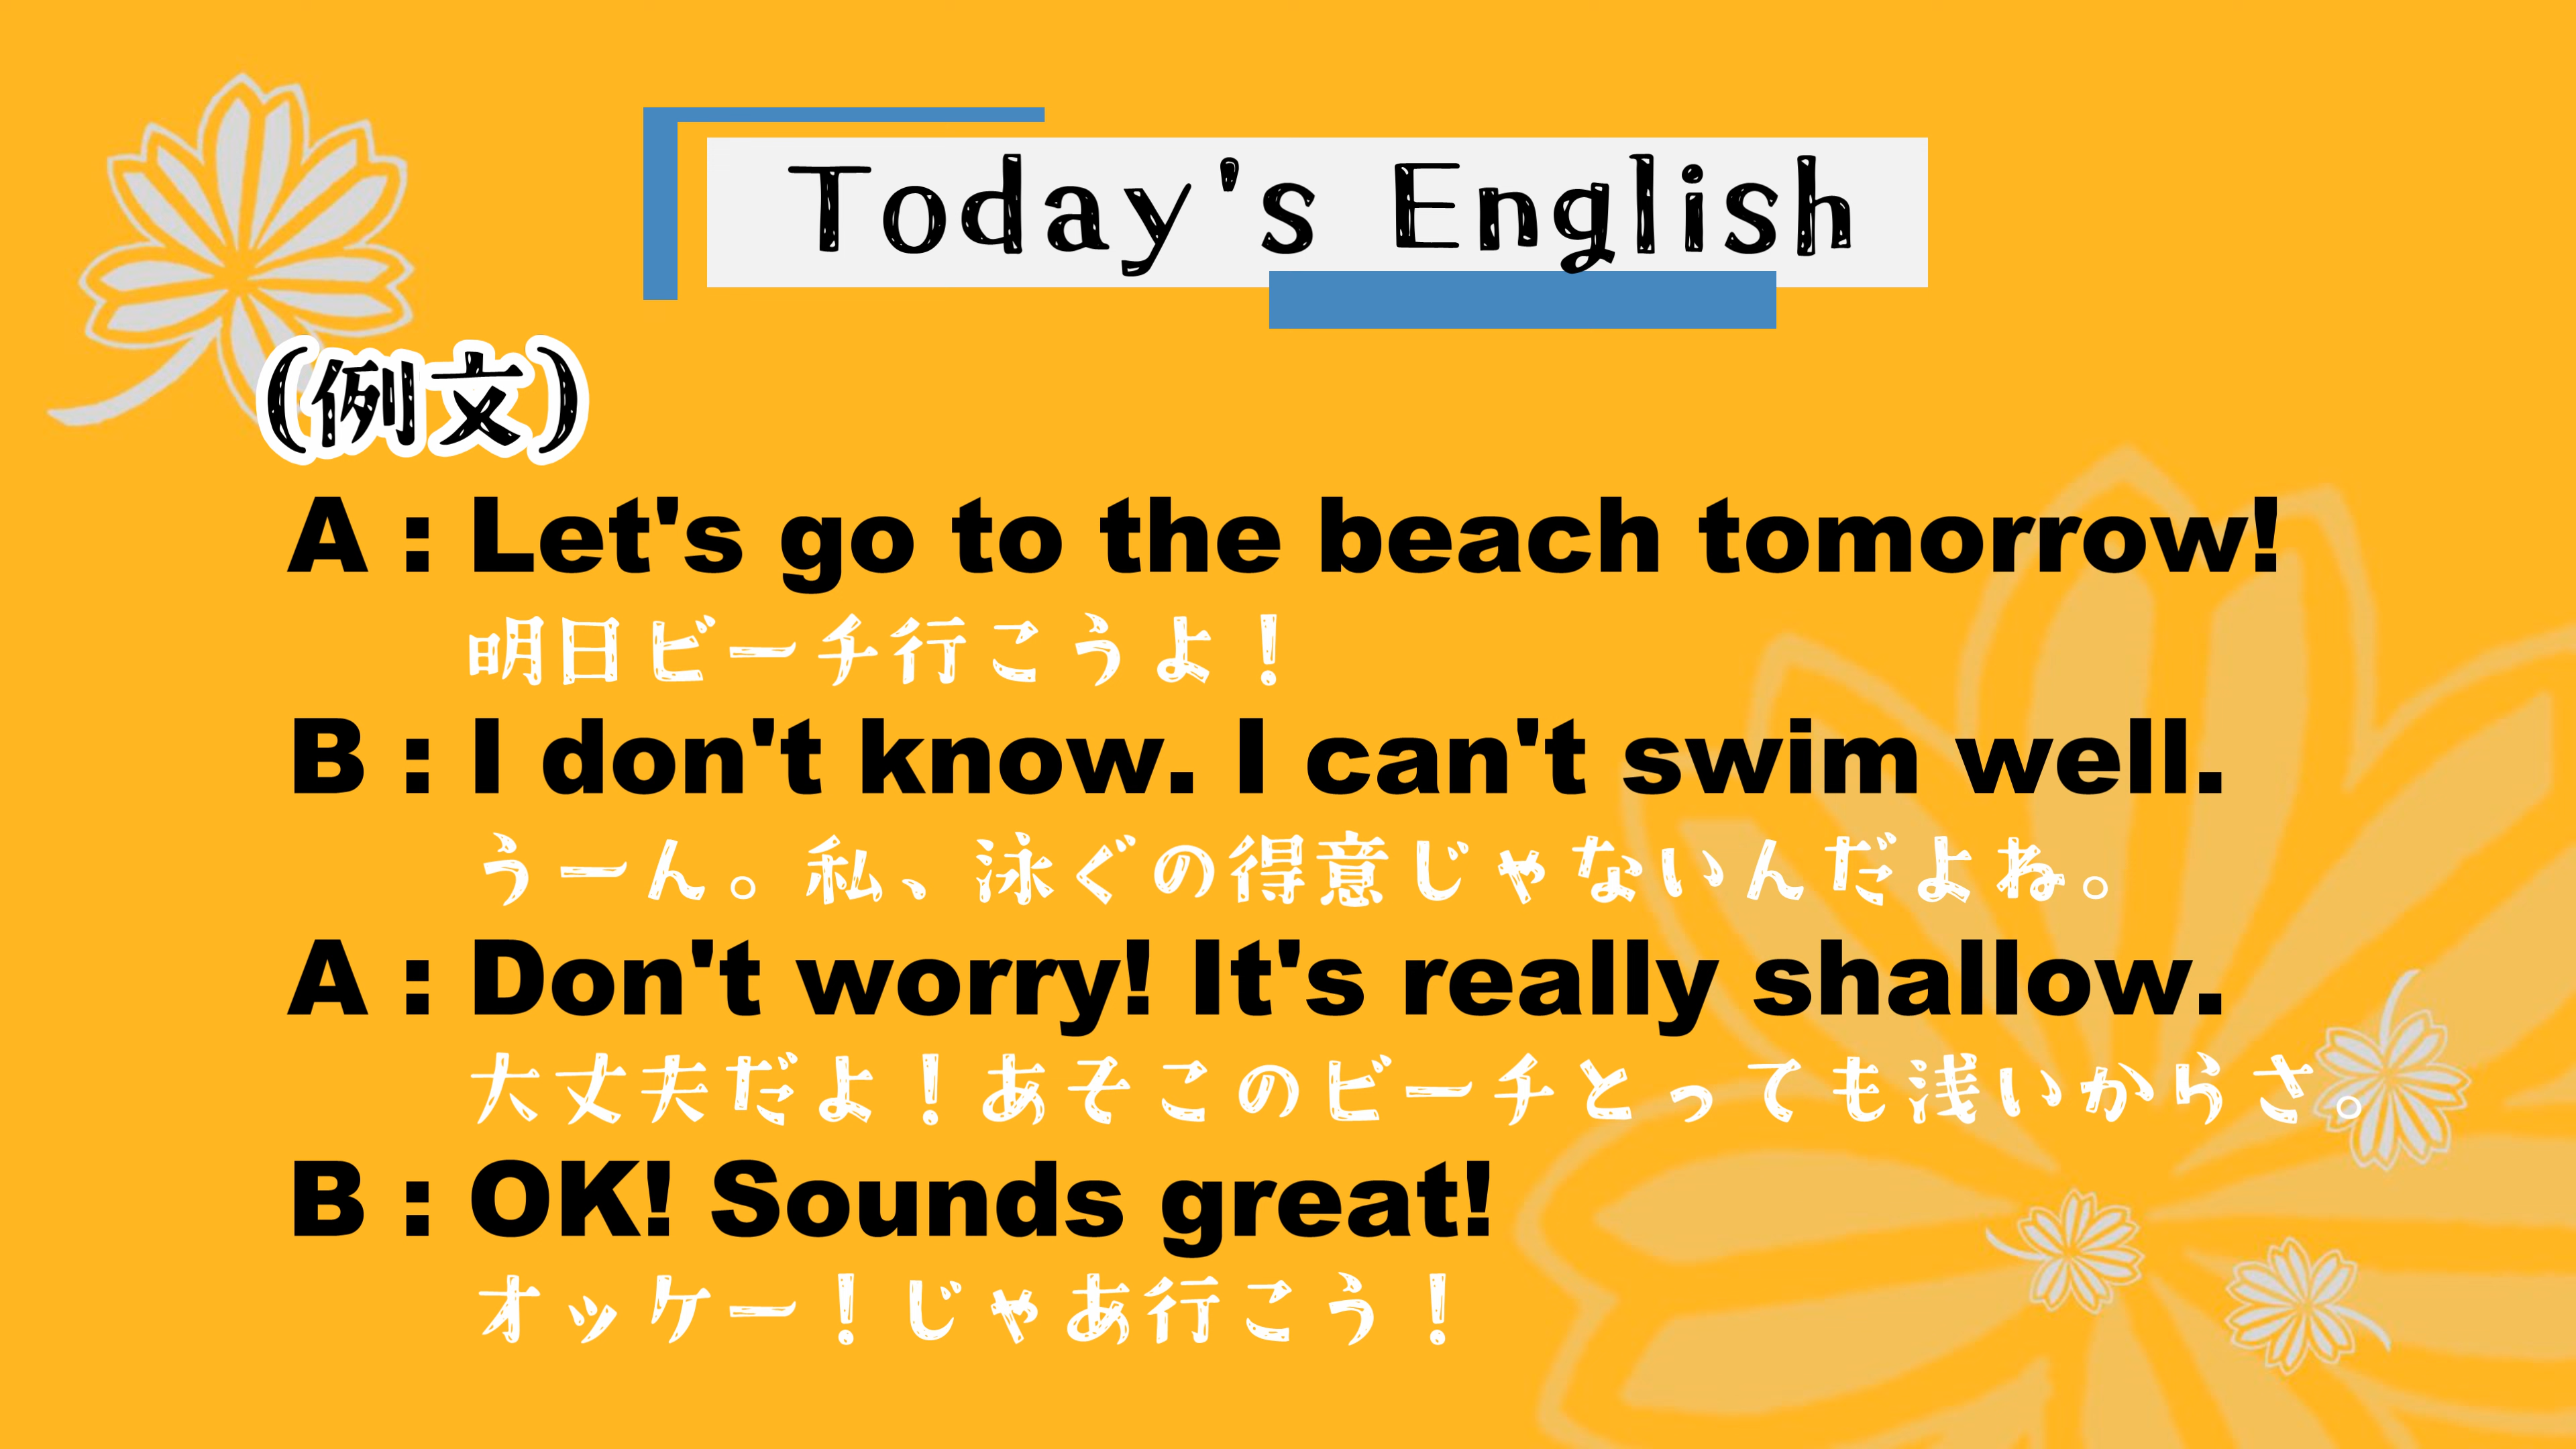 Today's English
(例文)
A : Let's go to the beach tomorrow!
明日ビーチ行こうよ！
B : I don't know. I can't swim well.
うーん。私、泳ぐの得意じゃないんだよね。
A : Don't worry! It's really shallow.
大丈夫だよ！あそこのビーチとっても浅いからさ。
B : OK! Sounds great!
オッケー！じゃあ行こう！